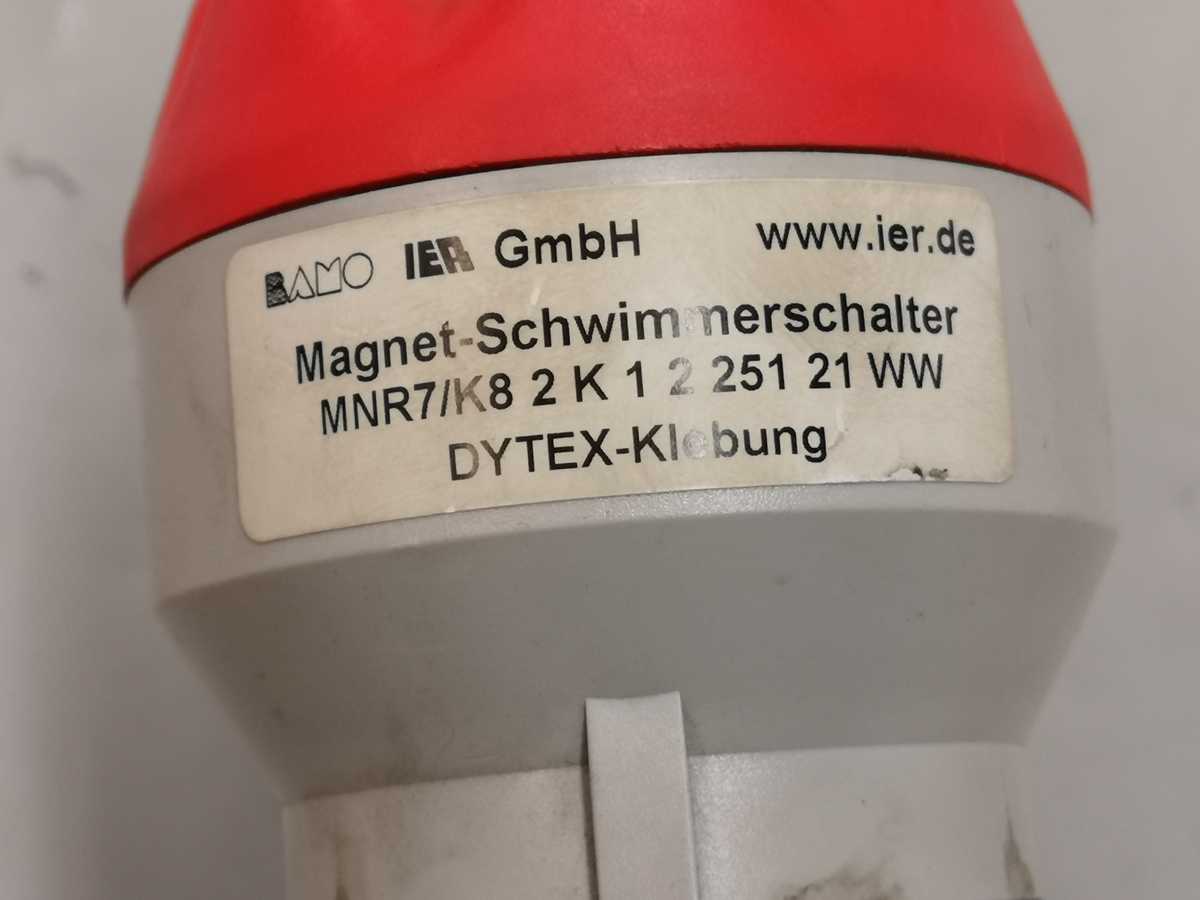 BAMO IER GmbH www.ier.de
Magnet-Schwimmerschalter
MNR7/K8 2 K 1 2 251 21 WW
DYTEX-Klebung